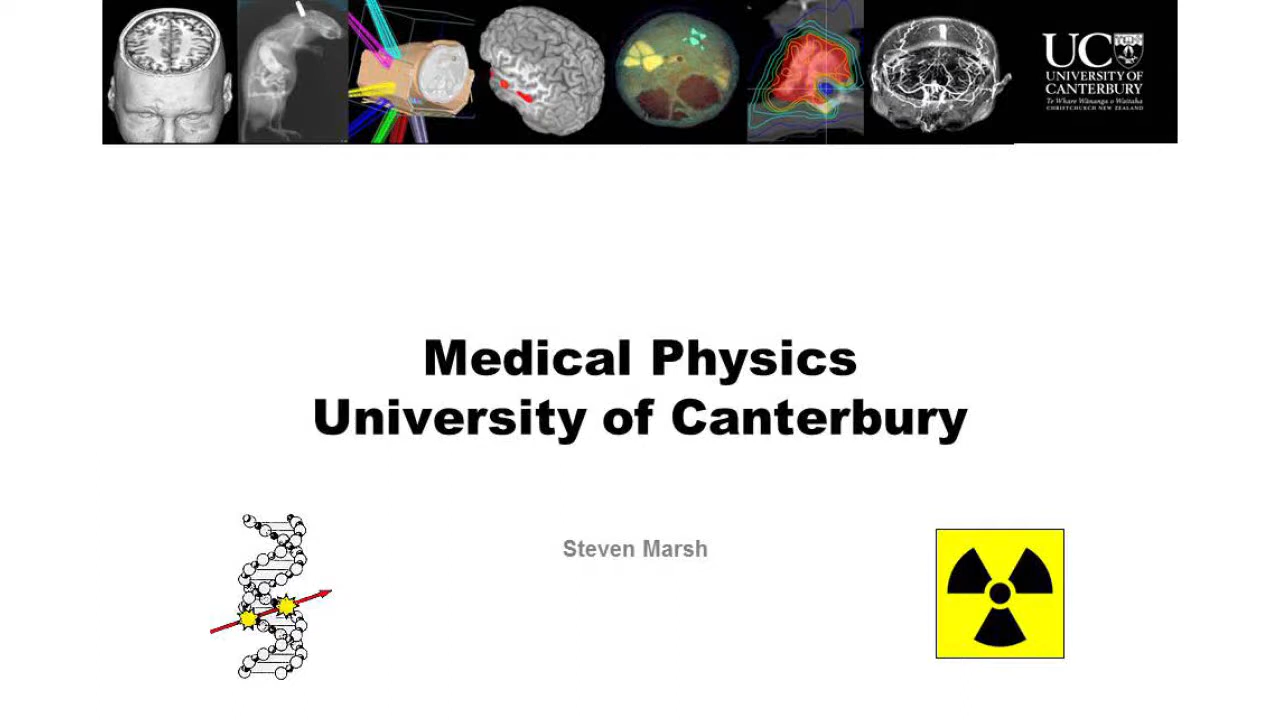 UC
UNIVERSITY OF
CANTERBURY
Te Whare Wānanga o Waitaha
CHRISTCHURCH NEW ZEALAND
Medical Physics
University of Canterbury
Steven Marsh